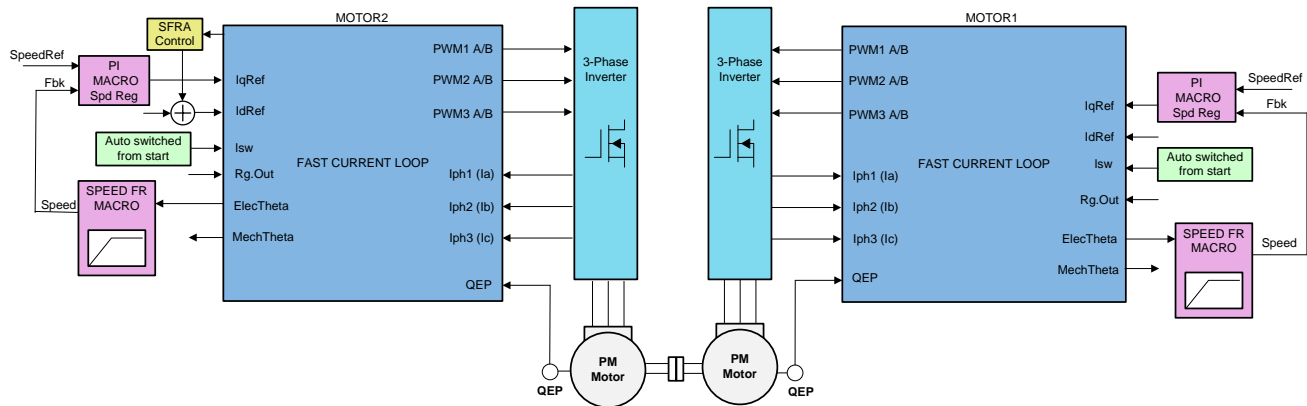 MOTOR2
SFRA
Control
SpeedRef
Fbk
PI
MACRO
Spd Reg
IqRef
IdRef
Auto switched
from start
Isw
Rg.Out
SPEED FR
MACRO
Speed
ElecTheta
MechTheta
FAST CURRENT LOOP
PWM1 A/B
PWM2 A/B
PWM3 A/B
Iph1 (Ia)
Iph2 (Ib)
Iph3 (Ic)
QEP
3-Phase
Inverter
PM
Motor
QEP
MOTOR1
3-Phase
Inverter
PWM1 A/B
PWM2 A/B
PWM3 A/B
FAST CURRENT LOOP
Iph1 (Ia)
Iph2 (Ib)
Iph3 (Ic)
QEP
IqRef
IdRef
Isw
Rg.Out
ElecTheta
MechTheta
PI
MACRO
Spd Reg
SpeedRef
Fbk
Auto switched
from start
SPEED FR
MACRO
Speed
PM
Motor
QEP